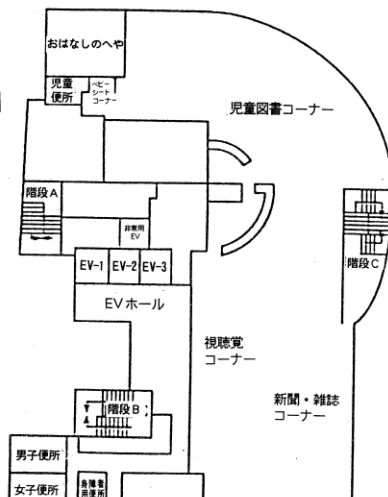 おはなしのへや
児童
便所
ベビー
シート
コーナー
児童図書コーナー
階段A
非常用
EV
EV-1
EV-2
EV-3
階段C
EVホール
視聴覚
コーナー
新聞・雑誌
コーナー
階段B
男子便所
女子便所
身障者
用便所